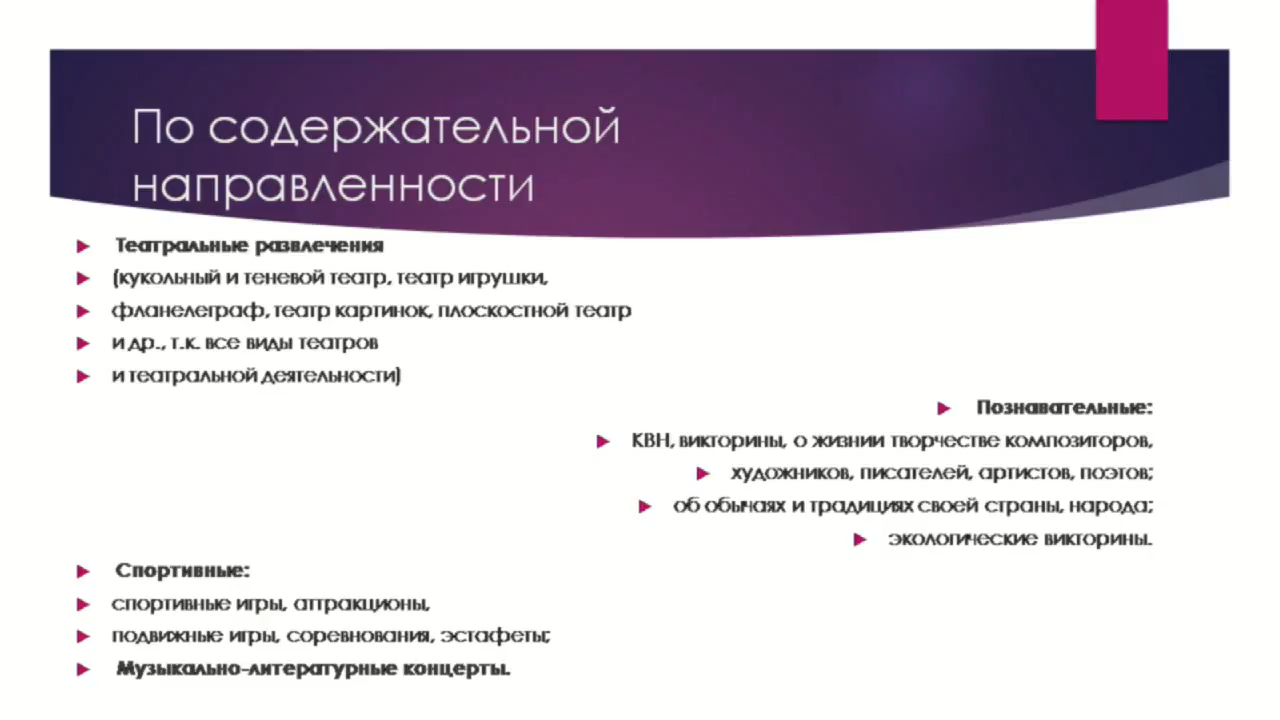 По содержательной
направленности
Театральные развлечения
(кукольный и теневой театр, театр игрушки,
фланелеграф, театр картинок, плоскостной театр
и др., т.к. все виды театров
и театральной деятельности)
Познавательные:
КВН, викторины, о жизнии творчестве композиторов,
художников, писателей, артистов, поэтов;
об обычаях и традициях своей страны, народа;
экологические викторины.
Спортивные:
спортивные игры, аттракционы,
подвижные игры, соревнования, эстафеты;
Музыкально-литературные концерты.